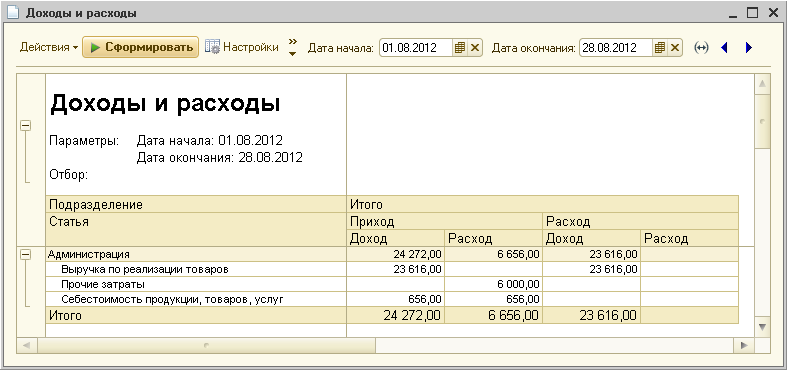 Доходы и расходы
Действия Сформировать Настройки Дата начала: 01.08.2012 Дата окончания: 28.08.2012
Доходы и расходы
Параметры: Дата начала: 01.08.2012
Дата окончания: 28.08.2012
Отбор:
Подразделение Итого
Статья Приход Расход
Доход Расход Доход Расход
Администрация 24 272,00 6 656,00 23 616,00
Выручка по реализации товаров 23 616,00 23 616,00
Прочие затраты 6 000,00
Себестоимость продукции, товаров, услуг 656,00 656,00
Итого 24 272,00 6 656,00 23 616,00